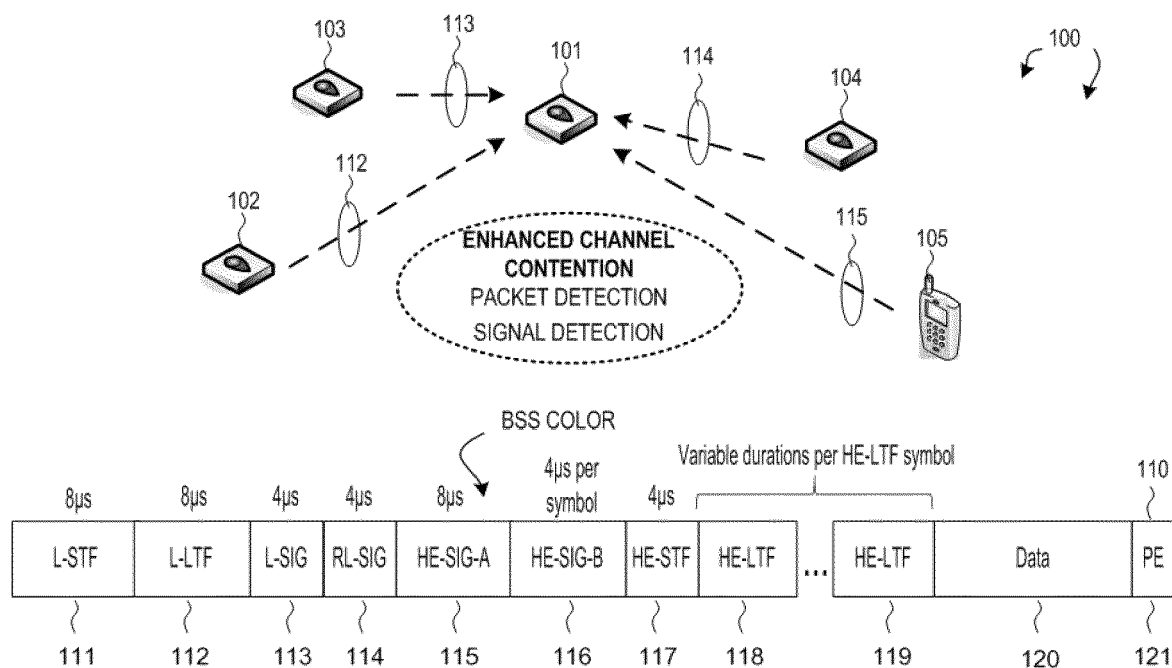 113
103
101
114
100
104
112
102
115
105
ENHANCED CHANNEL
CONTENTION
PACKET DETECTION
SIGNAL DETECTION
BSS COLOR
Variable durations per HE-LTF symbol
4µs per
symbol
110
8µs 8µs 4µs 4µs 8µs 4µs
L-STF L-LTF L-SIG RL-SIG HE-SIG-A HE-SIG-B HE-STF HE-LTF ... HE-LTF Data PE
111 112 113 114 115 116 117 118 119 120 121